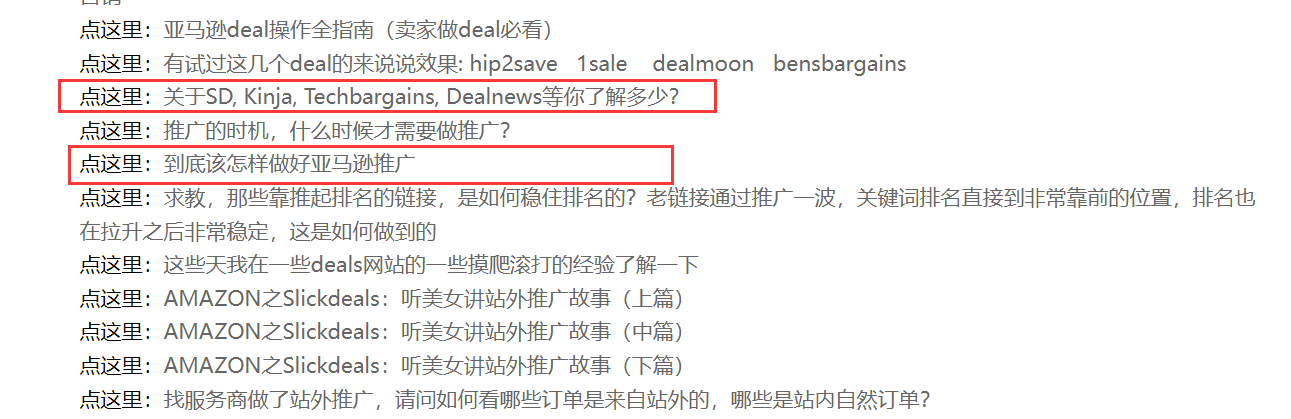 点这里：亚马逊deal操作全指南（卖家做deal必看）
点这里：有试过这几个deal的来说说效果: hip2save 1sale dealmoon bensbargains
点这里：关于SD, Kinja, Techbargains, Dealnews等你了解多少？
点这里：推广的时机，什么时候才需要做推广？
点这里：到底该怎样做好亚马逊推广
点这里：求教，那些靠推起排名的链接，是如何稳住排名的？老链接通过推广一波，关键词排名直接到非常靠前的位置，排名也
在拉升之后非常稳定，这是如何做到的
点这里：这些天我在一些deals网站的一些摸爬滚打的经验了解一下
点这里：AMAZON之Slickdeals：听美女讲站外推广故事（上篇）
点这里：AMAZON之Slickdeals：听美女讲站外推广故事（中篇）
点这里：AMAZON之Slickdeals：听美女讲站外推广故事（下篇）
点这里：找服务商做了站外推广，请问如何看哪些订单是来自站外的，哪些是站内自然订单？